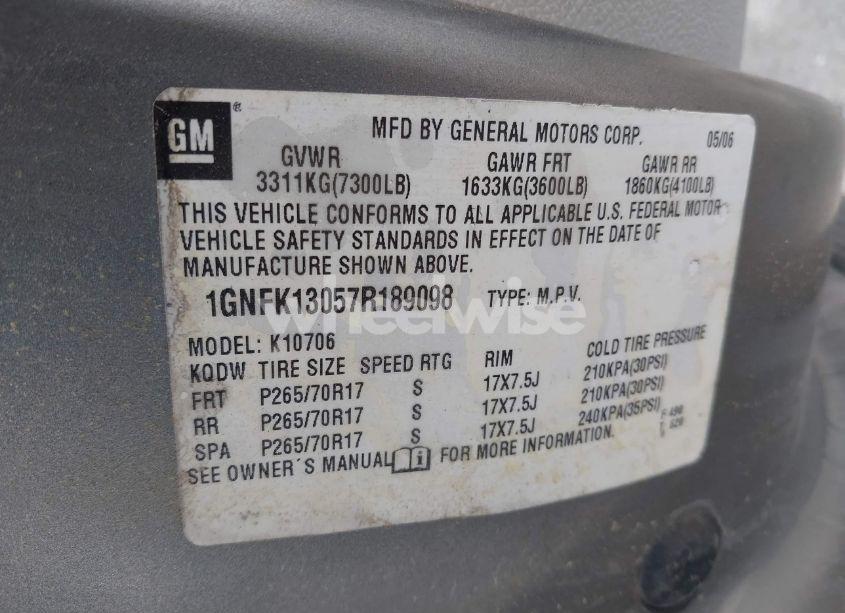 GM ®
MFD BY GENERAL MOTORS CORP. 05/06
GVWR GAWR FRT GAWR RR
3311KG(7300LB) 1633KG(3600LB) 1860KG(4100LB)
THIS VEHICLE CONFORMS TO ALL APPLICABLE U.S. FEDERAL MOTOR
VEHICLE SAFETY STANDARDS IN EFFECT ON THE DATE OF
MANUFACTURE SHOWN ABOVE.
1GNFK13057R189098 TYPE: M.P.V.
wheelwise
MODEL: K10706
KQDW TIRE SIZE SPEED RTG RIM COLD TIRE PRESSURE
FRT P265/70R17 S 17X7.5J 210KPA(30PSI)
RR P265/70R17 S 17X7.5J 210KPA(30PSI)
SPA P265/70R17 S 17X7.5J 240KPA(35PSI)
SEE OWNER'S MANUAL i FOR MORE INFORMATION.